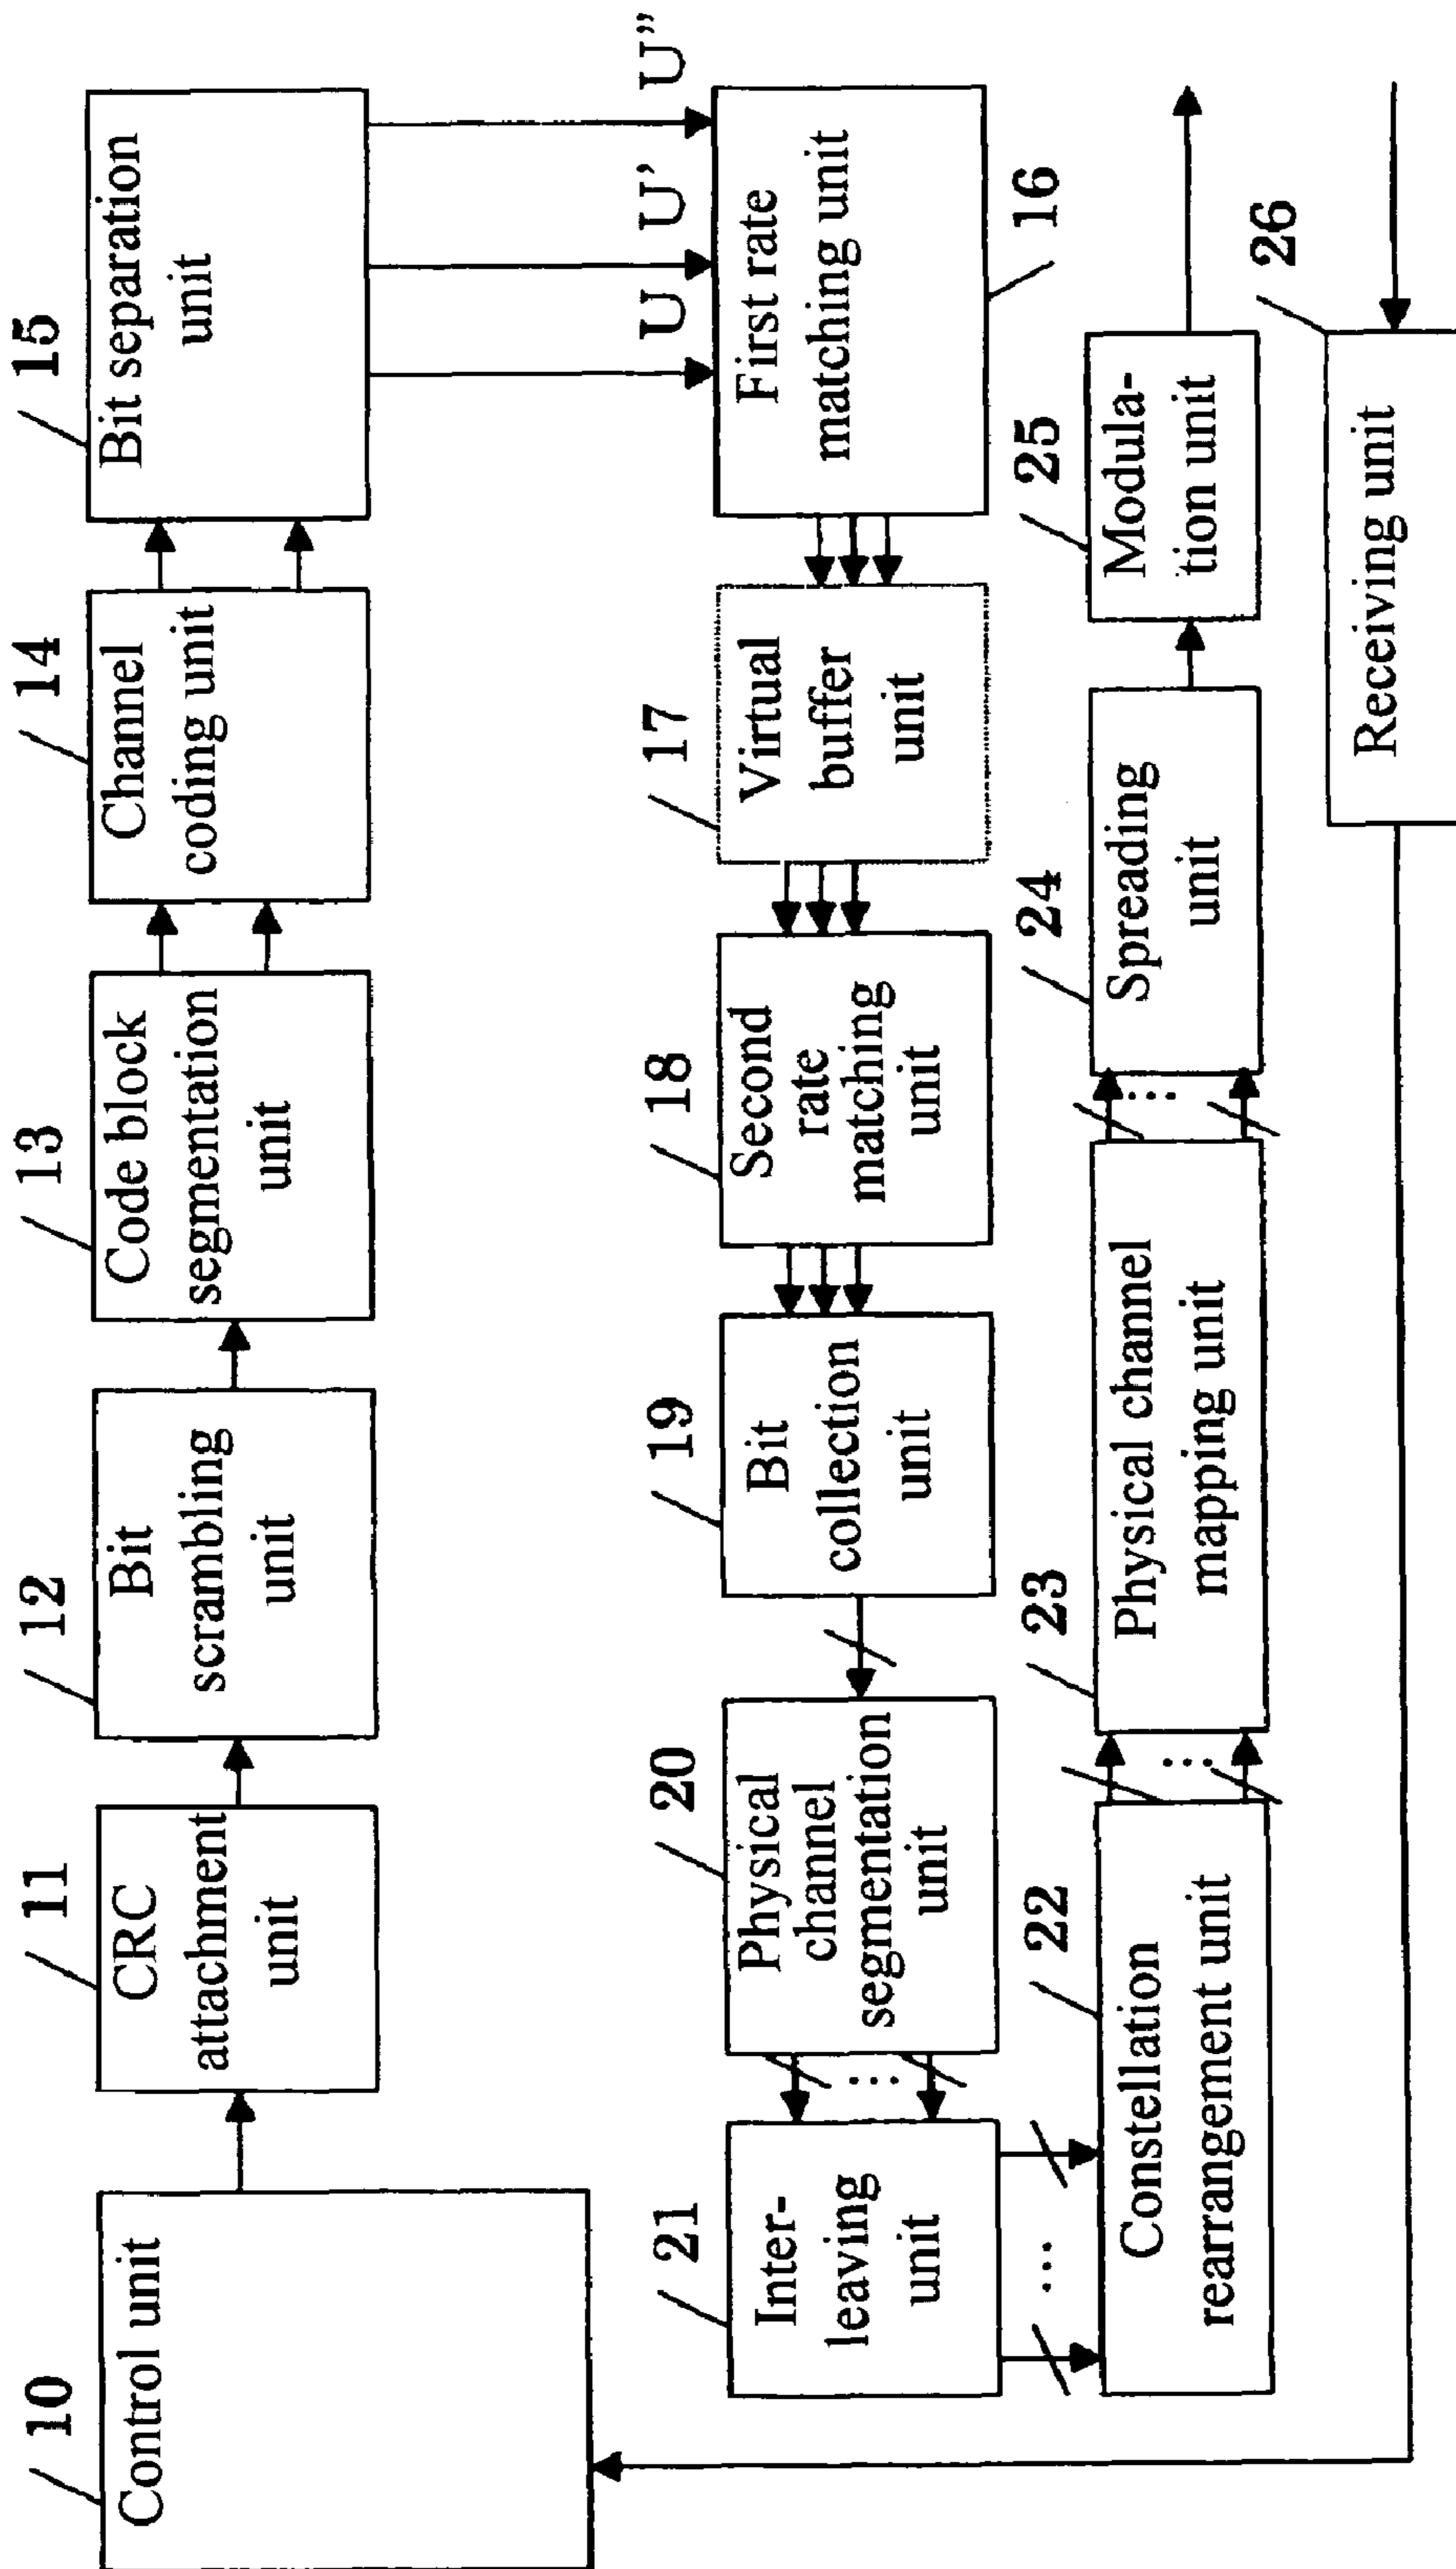 10
Control unit
11
CRC
attachment
unit
12
Bit
scrambling
unit
13
Code block
segmentation
unit
14
Channel
coding unit
15
Bit separation
unit
U
U'
U"
First rate
matching unit
16
17
Virtual
buffer
unit
18
Second
rate
matching
unit
19
Bit
collection
unit
20
Physical
channel
segmentation
unit
21
Inter-
leaving
unit
22
Constellation
rearrangement unit
23
Physical channel
mapping unit
24
Spreading
unit
25
Modula-
tion unit
26
Receiving unit